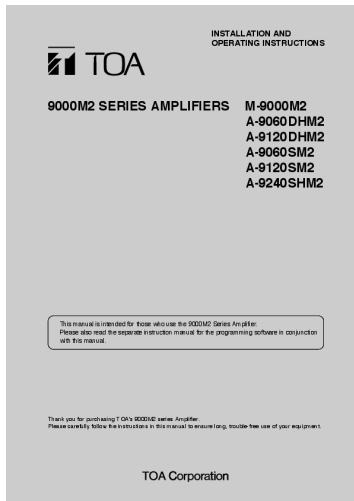 INSTALLATION AND
OPERATING INSTRUCTIONS
TOA
9000M2 SERIES AMPLIFIERS M-9000M2
A-9060DHM2
A-9120DHM2
A-9060SM2
A-9120SM2
A-9240SHM2
This manual is intended for those who use the 9000M2 Series Amplifier.
Please also read the separate instruction manual for the programming software in conjunction
with this manual.
Thank you for purchasing TOA's 9000M2 series Amplifier.
Please carefully follow the instructions in this manual to ensure long, trouble-free use of your equipment.
TOA Corporation